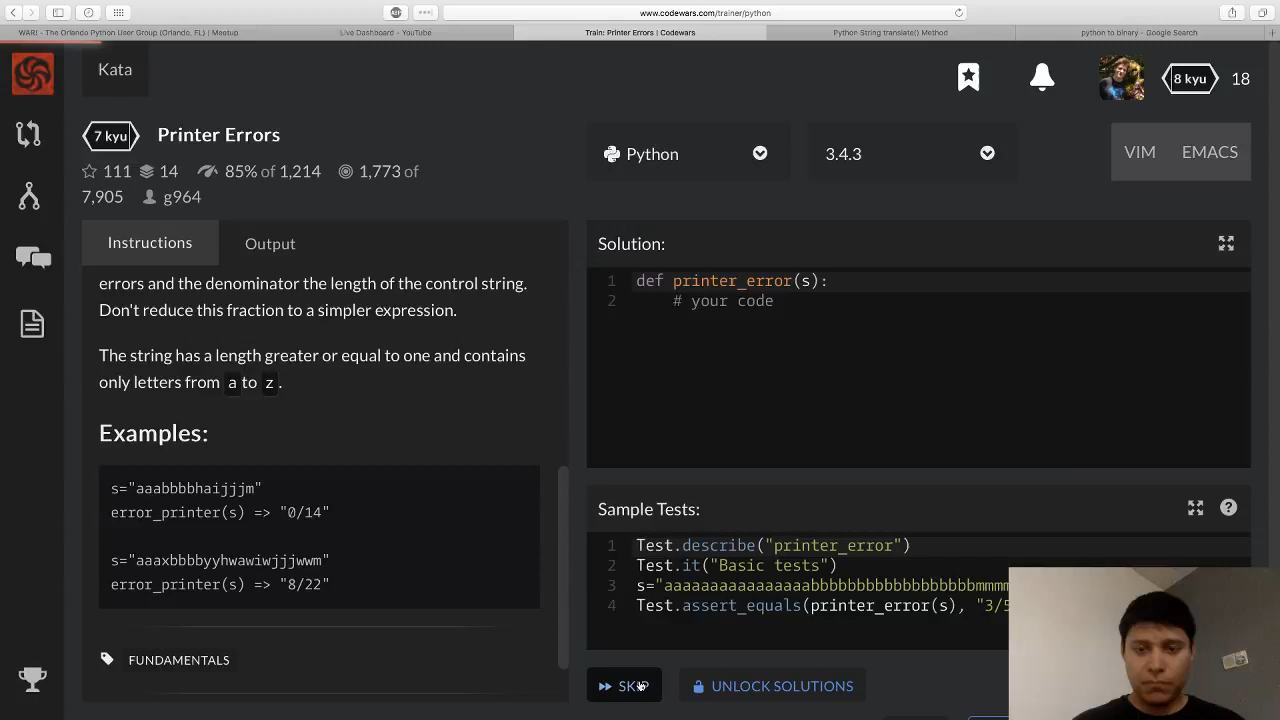 www.codewars.com/trainer/python
WAR! - The Orlando Python User Group (Orlando, FL) | Meetup
Live Dashboard - YouTube
Train: Printer Errors | Codewars
Python String translate() Method
python to binary - Google Search
Kata
8 kyu
18
7 kyu
Printer Errors
111
14
85% of 1,214
1,773 of
7,905
g964
Python
3.4.3
VIM
EMACS
Instructions
Output
errors and the denominator the length of the control string.
Don't reduce this fraction to a simpler expression.
The string has a length greater or equal to one and contains
only letters from a to z.
Examples:
s="aaabbbbhaijjjm"
error_printer(s) => "0/14"
s="aaaxbbbbyyhwawiwjjjwwm"
error_printer(s) => "8/22"
FUNDAMENTALS
Solution:
1 def printer_error(s):
2 # your code
Sample Tests:
1 Test.describe("printer_error")
2 Test.it("Basic tests")
3 s="aaaaaaaaaaaaaaaabbbbbbbbbbbbbbbbbbmmmm
4 Test.assert_equals(printer_error(s), "3/5
SKIP
UNLOCK SOLUTIONS